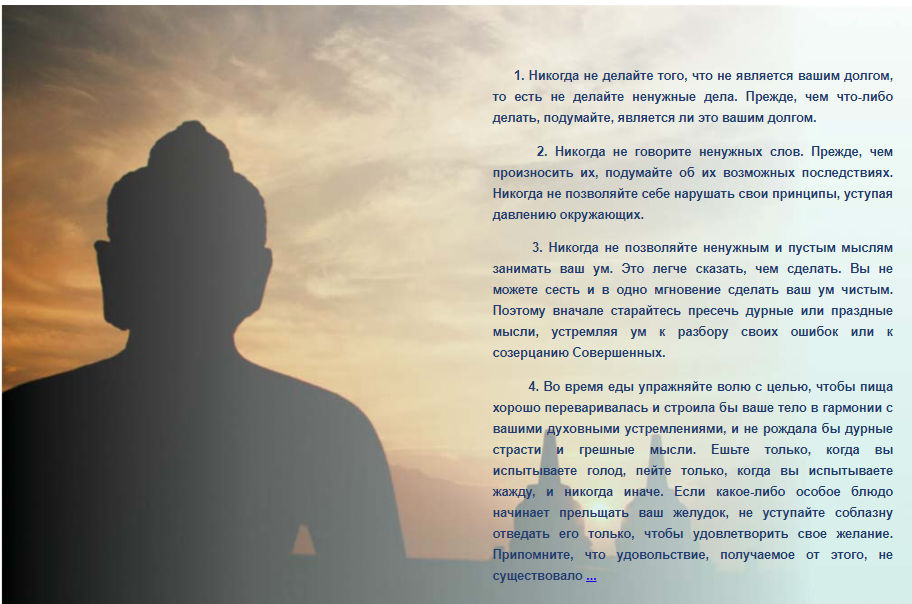 1. Никогда не делайте того, что не является вашим долгом,
то есть не делайте ненужные дела. Прежде, чем что-либо
делать, подумайте, является ли это вашим долгом.
2. Никогда не говорите ненужных слов. Прежде, чем
произносить их, подумайте об их возможных последствиях.
Никогда не позволяйте себе нарушать свои принципы, уступая
давлению окружающих.
3. Никогда не позволяйте ненужным и пустым мыслям
занимать ваш ум. Это легче сказать, чем сделать. Вы не
можете сесть и в одно мгновение сделать ваш ум чистым.
Поэтому вначале старайтесь пресечь дурные или праздные
мысли, устремляя ум к разбору своих ошибок или к
созерцанию Совершенных.
4. Во время еды упражняйте волю с целью, чтобы пища
хорошо переваривалась и строила бы ваше тело в гармонии с
вашими духовными устремлениями, и не рождала бы дурные
страсти и грешные мысли. Ешьте только, когда вы
испытываете голод, пейте только, когда вы испытываете
жажду, и никогда иначе. Если какое-либо особое блюдо
начинает прельщать ваш желудок, не уступайте соблазну
отведать его только, чтобы удовлетворить свое желание.
Припомните, что удовольствие, получаемое от этого, не
существовало ...